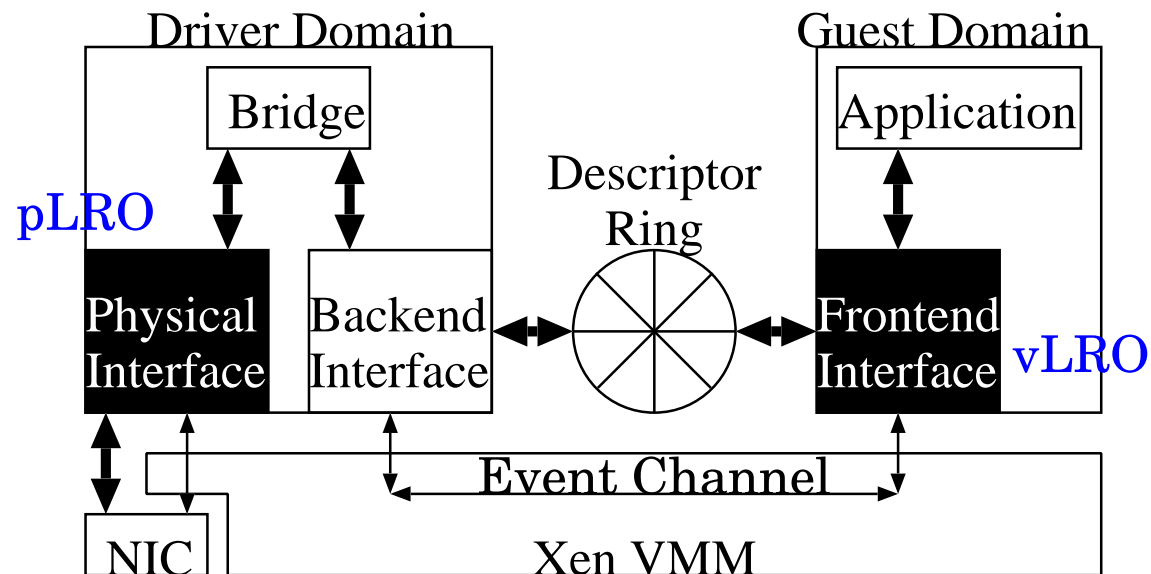 Driver Domain
Guest Domain
Bridge
Application
Descriptor
Ring
pLRO
Physical
Interface
Backend
Interface
Frontend
Interface
vLRO
Event Channel
NIC
Xen VMM